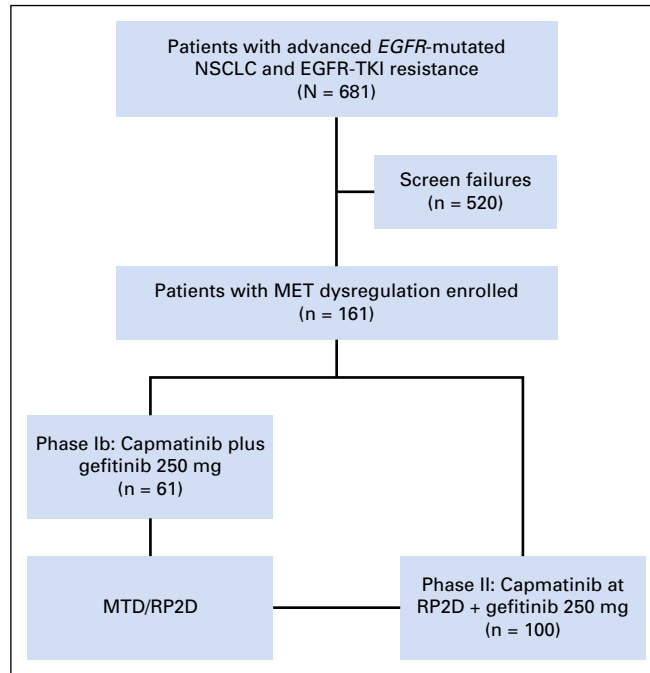 Patients with advanced EGFR-mutated
NSCLC and EGFR-TKI resistance
(N = 681)
Screen failures
(n = 520)
Patients with MET dysregulation enrolled
(n = 161)
Phase Ib: Capmatinib plus
gefitinib 250 mg
(n = 61)
MTD/RP2D
Phase II: Capmatinib at
RP2D + gefitinib 250 mg
(n = 100)